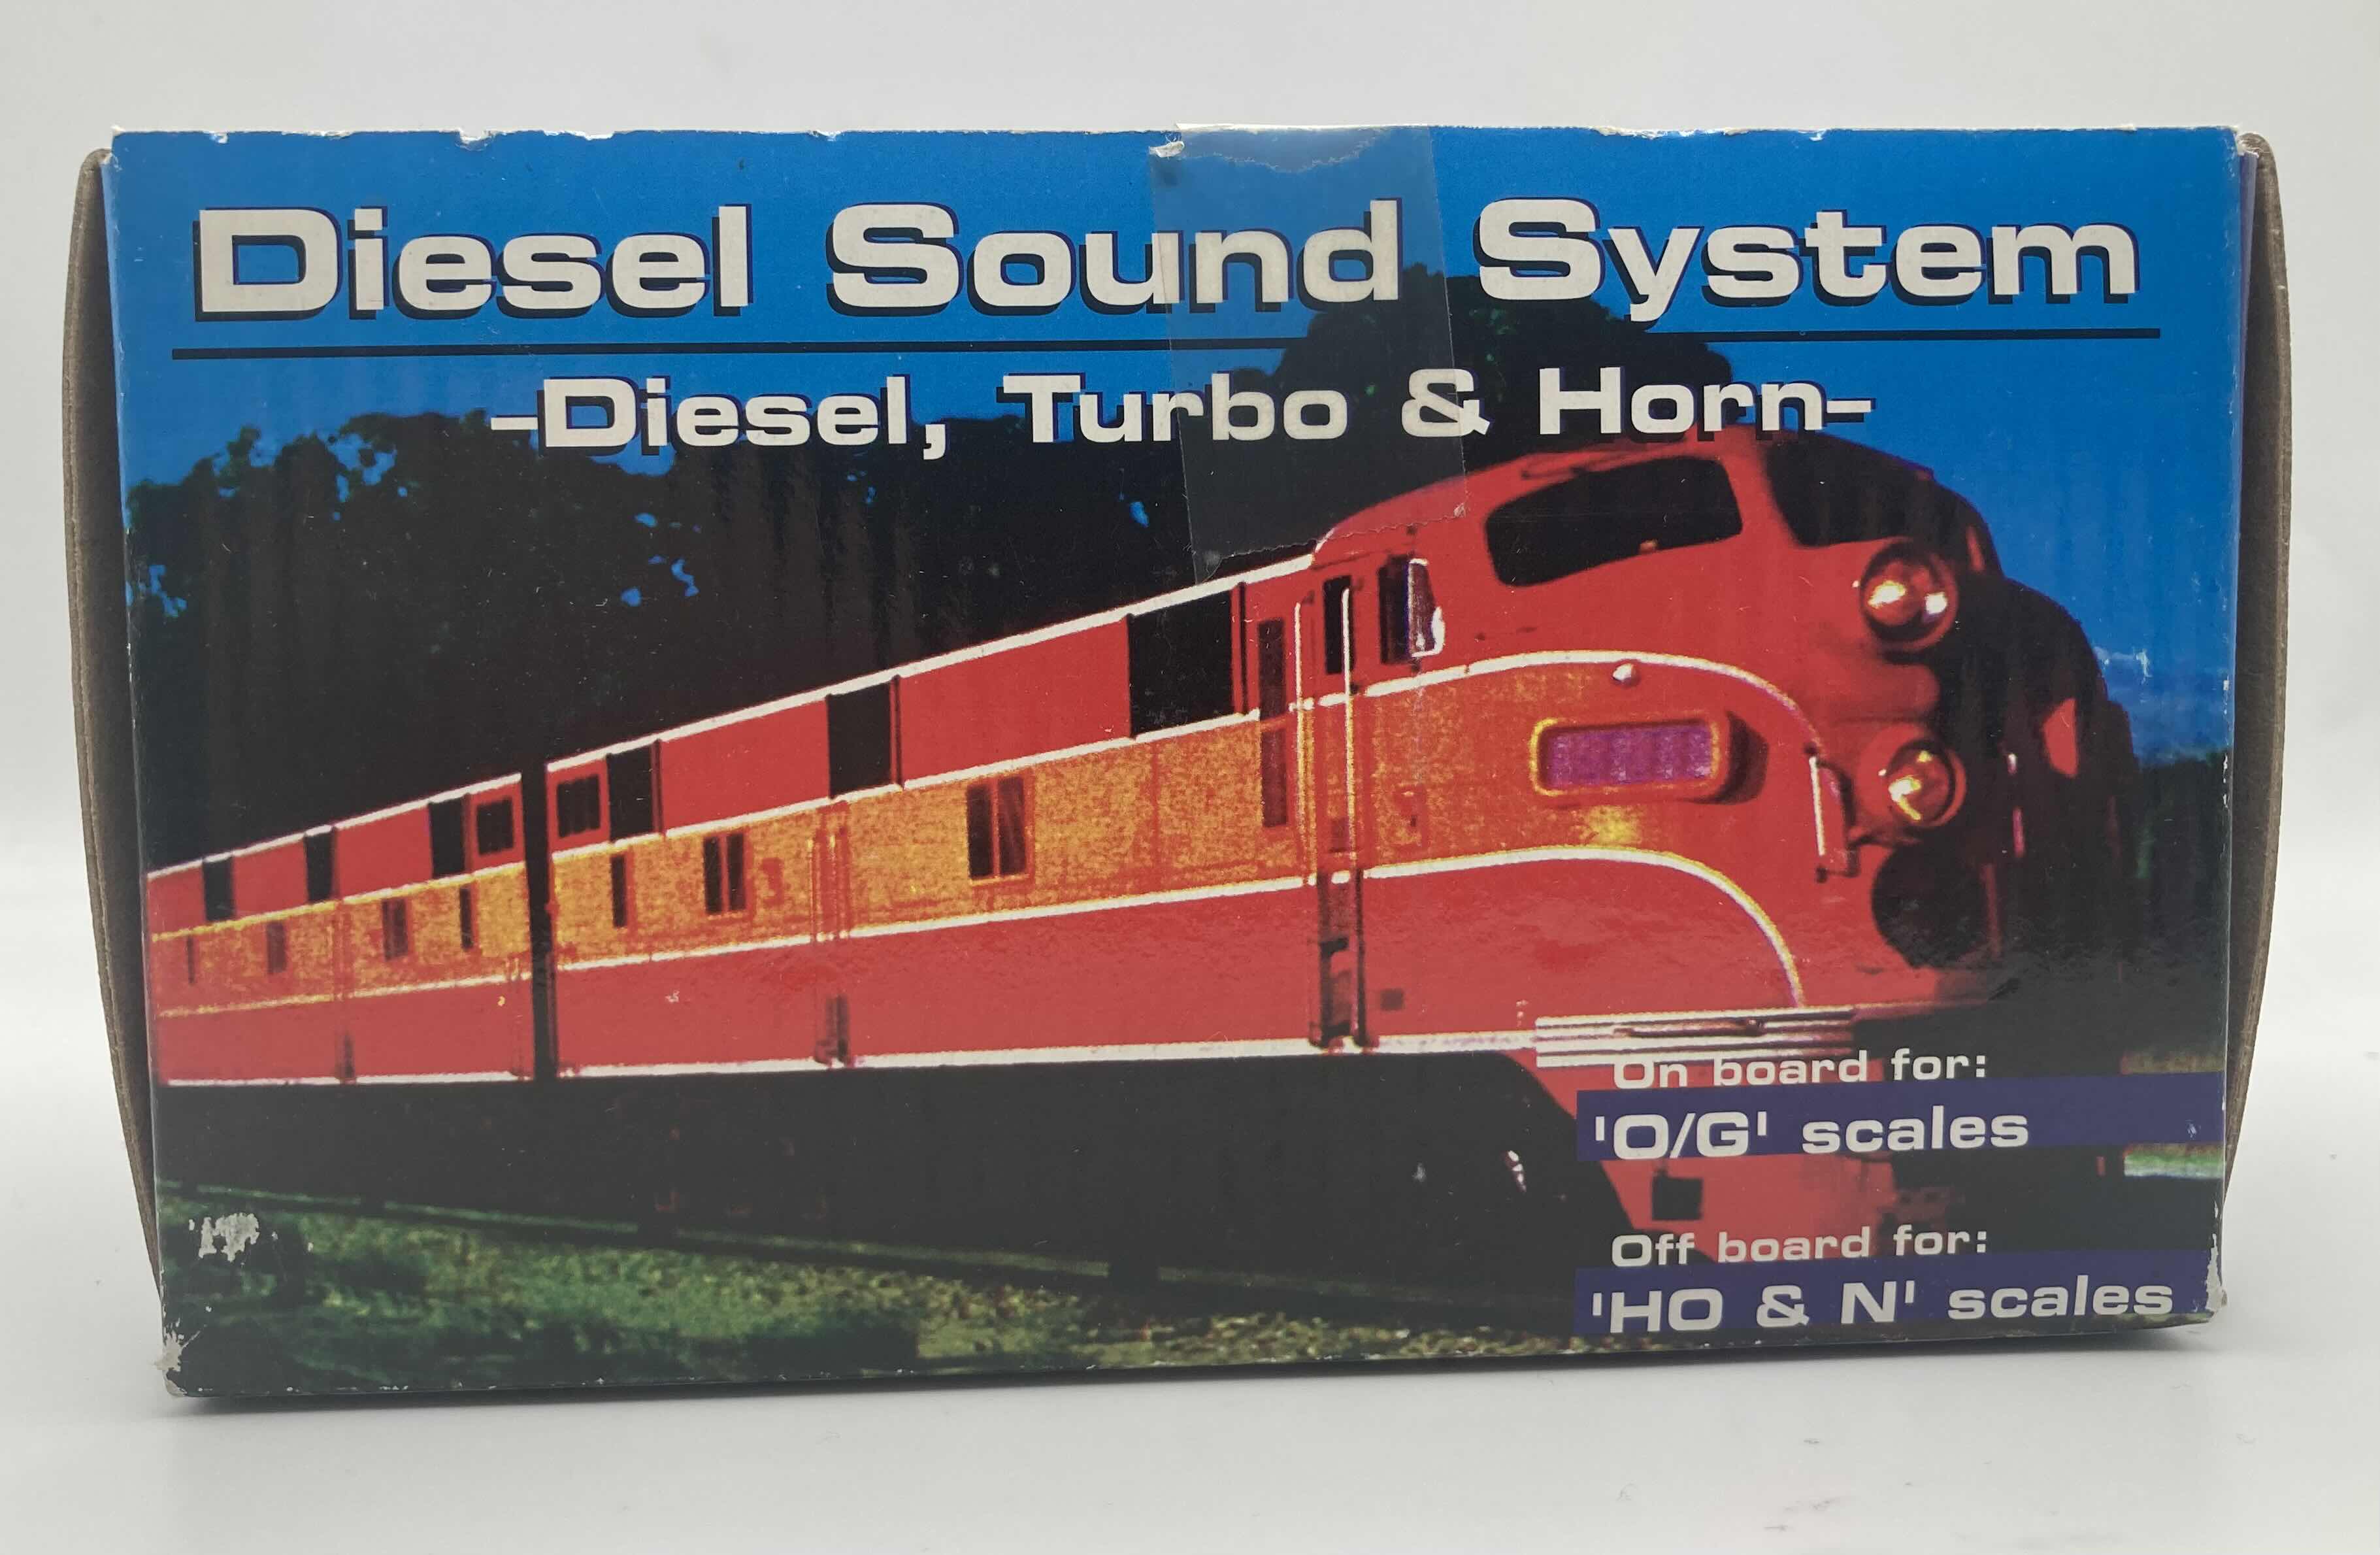 Diesel Sound System
-Diesel, Turbo & Horn-
On board for:
'O/G' scales
Off board for:
'HO & N' scales